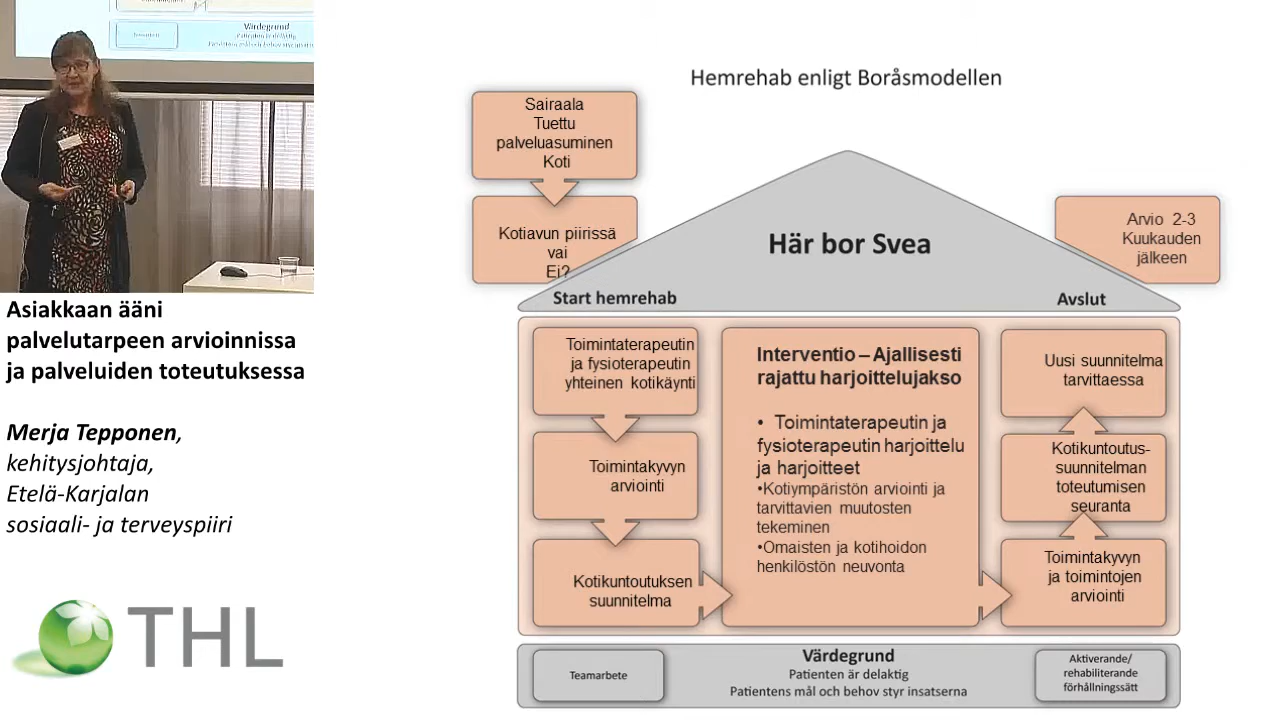 Värdegrund
Asiakkaan ääni
palvelutarpeen arvioinnissa
ja palveluiden toteutuksessa
Merja Tepponen,
kehitysjohtaja,
Etelä-Karjalan
sosiaali- ja terveyspiiri
THL
Hemrehab enligt Boråsmodellen
Sairaala
Tuettu
palveluasuminen
Koti
Kotiavun piirissä
vai
Ei?
Här bor Svea
Arvio 2-3
Kuukauden
jälkeen
Start hemrehab
Avslut
Toimintaterapeutin
ja fysioterapeutin
yhteinen kotikäynti
Toimintakyvyn
arviointi
Kotikuntoutuksen
suunnitelma
Interventio – Ajallisesti
rajattu harjoittelujakso
• Toimintaterapeutin ja
fysioterapeutin harjoittelu
ja harjoitteet
•Kotiympäristön arviointi ja
tarvittavien muutosten
tekeminen
•Omaisten ja kotihoidon
henkilöstön neuvonta
Uusi suunnitelma
tarvittaessa
Kotikuntoutus-
suunnitelman
toteutumisen
seuranta
Toimintakyvyn
ja toimintojen
arviointi
Teamarbete
Värdegrund
Patienten är delaktig
Patientens mål och behov styr insatserna
Aktiverande/
rehabiliterande
förhållningssätt